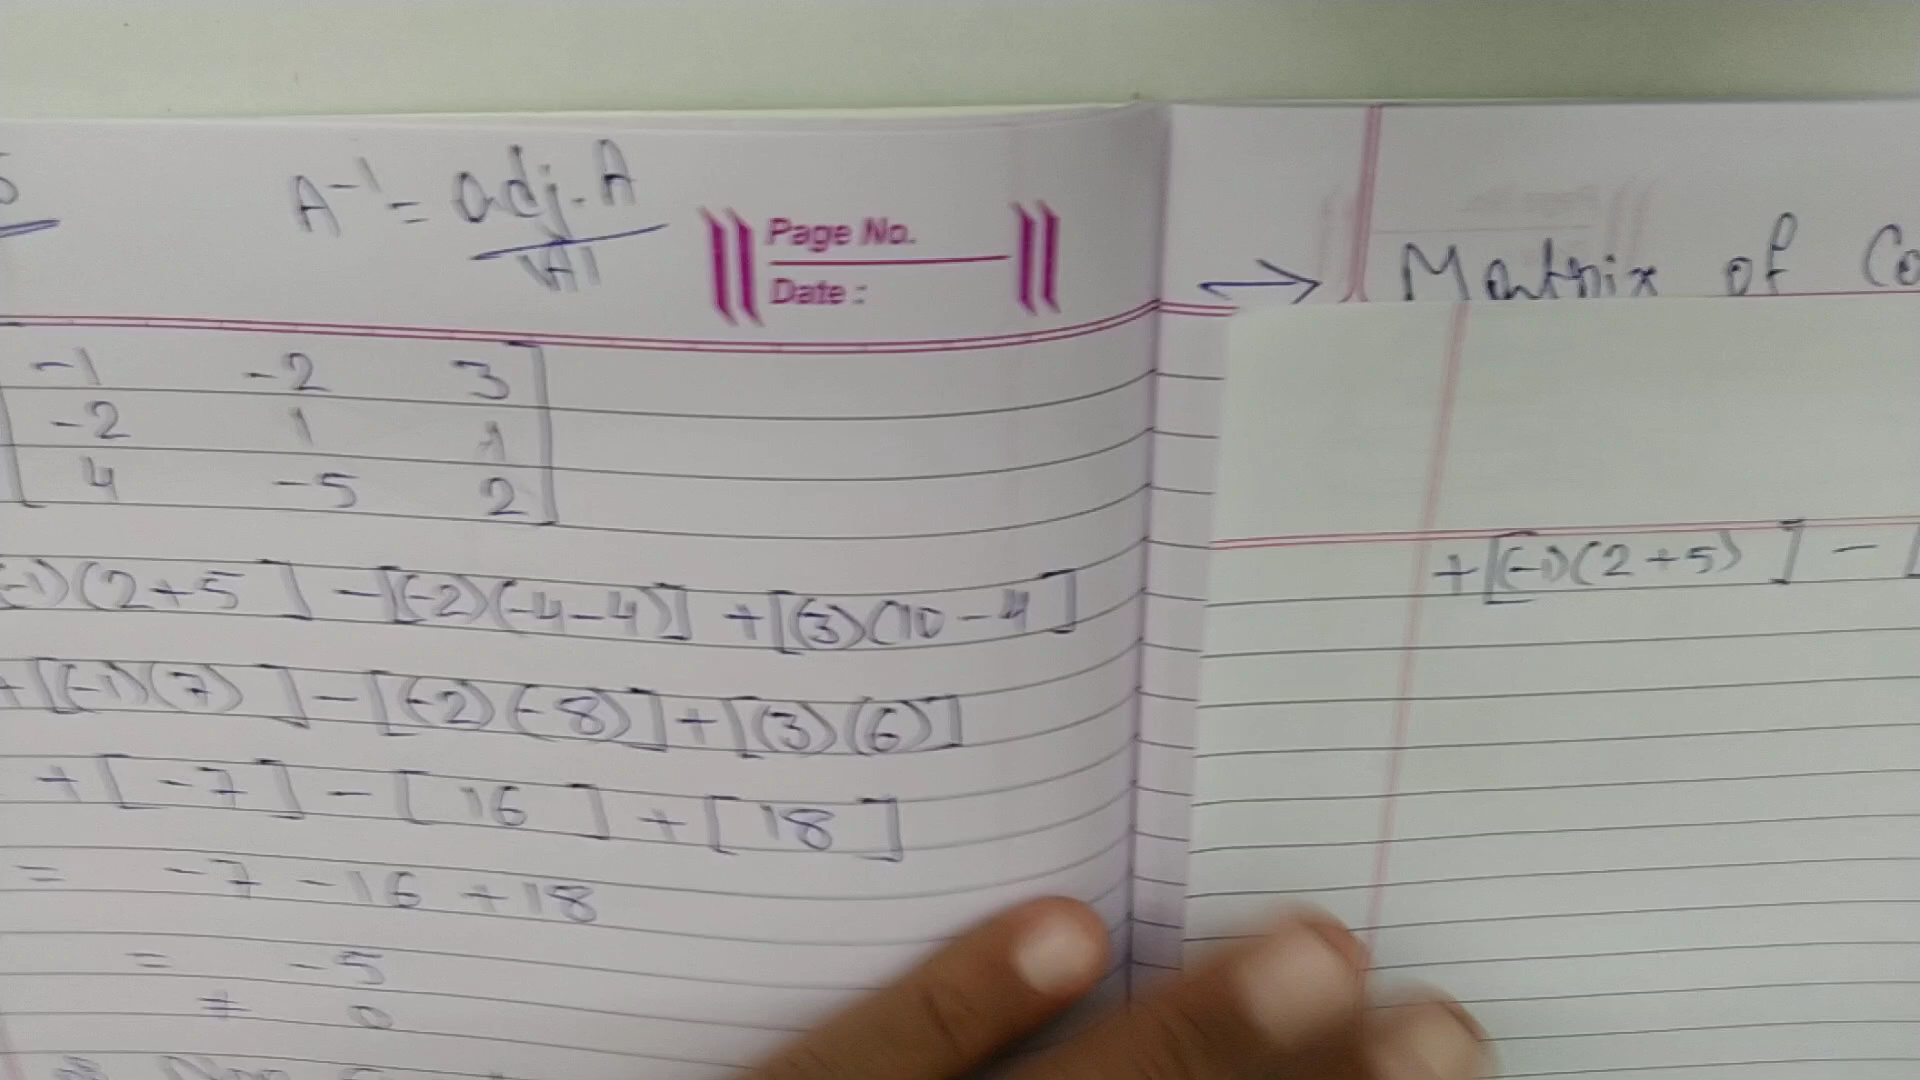 A⁻¹ = adj. A
|A|
Page No.
Date :
-1 -2 3
-2 1 1
4 -5 2
(-1)(2+5] -[(-2)(-4-4)] +[(3)(10-4]
+[(-1)(7)]-[(-2)(-8)]+[(3)(6)]
+[-7]-[16]+[18]
= -7-16+18
= -5
≠ 0
→ Matrix of Co
+[(-1)(2+5)] - [